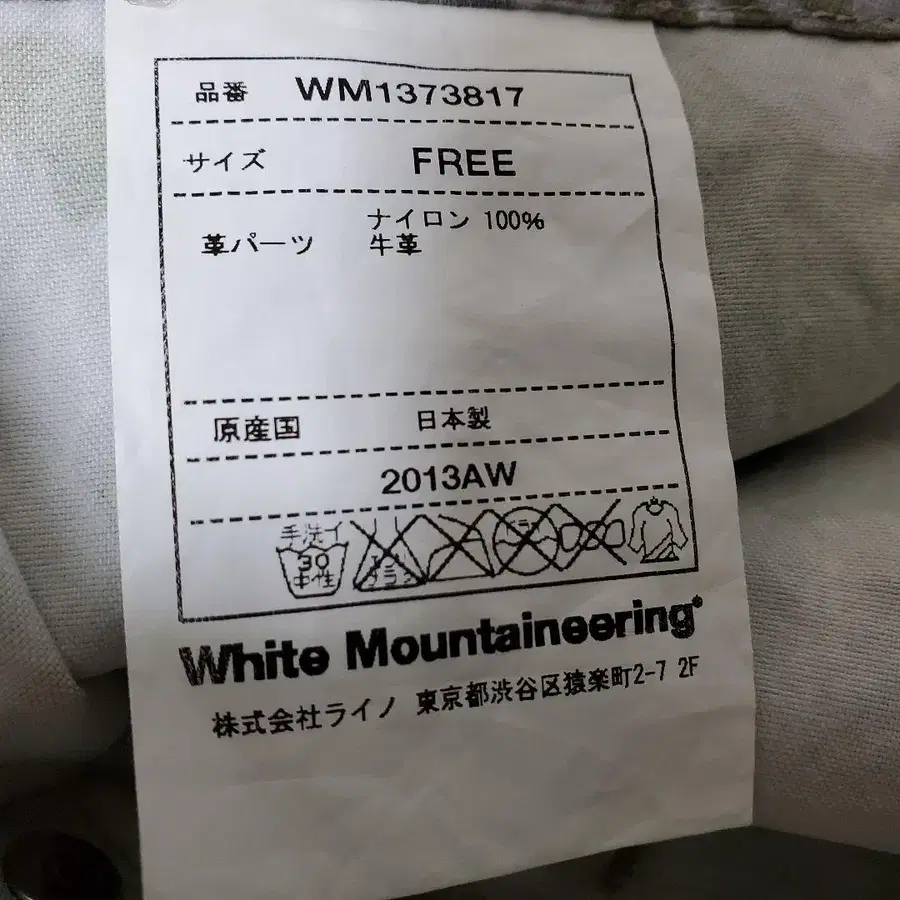 品番 WM1373817
サイズ FREE
ナイロン 100%
革パーツ 牛革
原産国 日本製
2013AW
手洗イ
30
中性
White Mountaineering®
株式会社ライノ 東京都渋谷区猿楽町2-7 2F